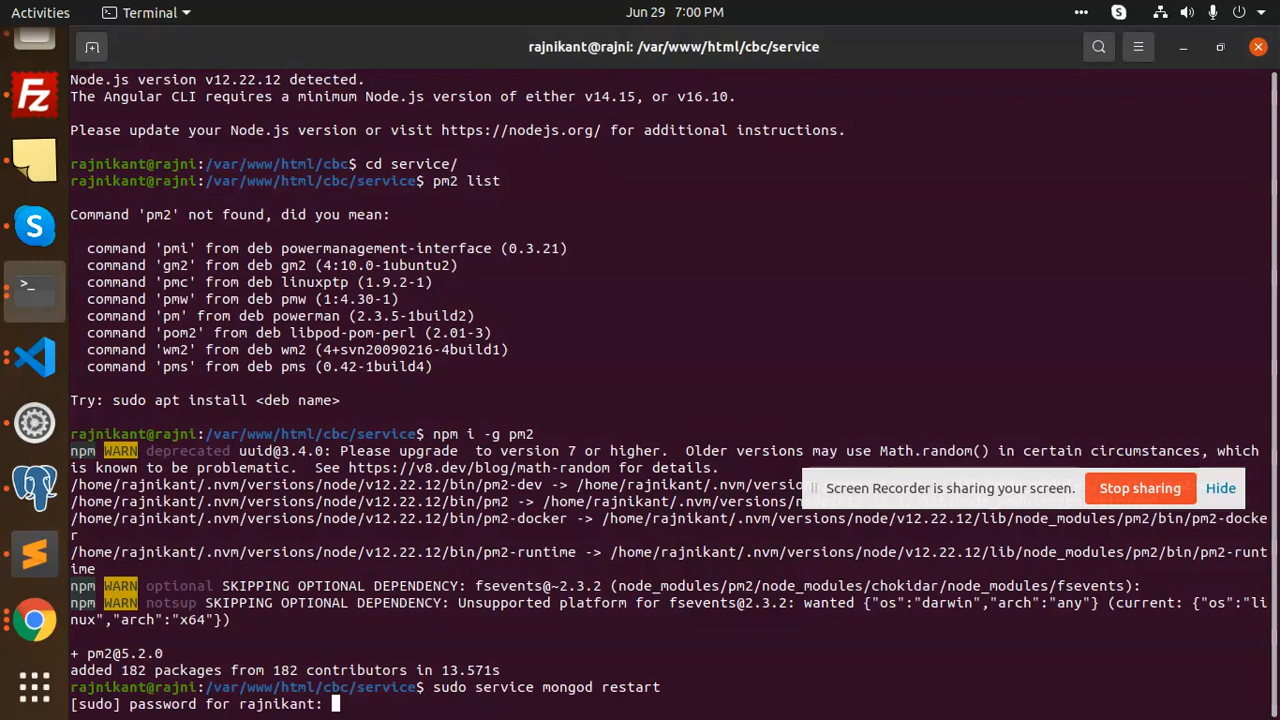 Activities
Terminal
Jun 29 7:00 PM
rajnikant@rajni: /var/www/html/cbc/service
Node.js version v12.22.12 detected.
The Angular CLI requires a minimum Node.js version of either v14.15, or v16.10.
Please update your Node.js version or visit https://nodejs.org/ for additional instructions.
rajnikant@rajni:/var/www/html/cbc$ cd service/
rajnikant@rajni:/var/www/html/cbc/service$ pm2 list
Command 'pm2' not found, did you mean:
command 'pmi' from deb powermanagement-interface (0.3.21)
command 'gm2' from deb gm2 (4:10.0-1ubuntu2)
command 'pmc' from deb linuxptp (1.9.2-1)
command 'pmw' from deb pmw (1:4.30-1)
command 'pm' from deb powerman (2.3.5-1build2)
command 'pom2' from deb libpod-pom-perl (2.01-3)
command 'wm2' from deb wm2 (4+svn20090216-4build1)
command 'pms' from deb pms (0.42-1build4)
Try: sudo apt install <deb name>
rajnikant@rajni:/var/www/html/cbc/service$ npm i -g pm2
npm WARN deprecated uuid@3.4.0: Please upgrade  to version 7 or higher.  Older versions may use Math.random() in certain circumstances, which
is known to be problematic.  See https://v8.dev/blog/math-random for details.
/home/rajnikant/.nvm/versions/node/v12.22.12/bin/pm2-dev -> /home/rajnikant/.nvm/versio
Screen Recorder is sharing your screen.
Stop sharing
Hide
/home/rajnikant/.nvm/versions/node/v12.22.12/bin/pm2 -> /home/rajnikant/.nvm/versions/n
/home/rajnikant/.nvm/versions/node/v12.22.12/bin/pm2-docker -> /home/rajnikant/.nvm/versions/node/v12.22.12/lib/node_modules/pm2/bin/pm2-docke
r
/home/rajnikant/.nvm/versions/node/v12.22.12/bin/pm2-runtime -> /home/rajnikant/.nvm/versions/node/v12.22.12/lib/node_modules/pm2/bin/pm2-runt
ime
npm WARN optional SKIPPING OPTIONAL DEPENDENCY: fsevents@~2.3.2 (node_modules/pm2/node_modules/chokidar/node_modules/fsevents):
npm WARN notsup SKIPPING OPTIONAL DEPENDENCY: Unsupported platform for fsevents@2.3.2: wanted {"os":"darwin","arch":"any"} (current: {"os":"li
nux","arch":"x64"})
+ pm2@5.2.0
added 182 packages from 182 contributors in 13.571s
rajnikant@rajni:/var/www/html/cbc/service$ sudo service mongod restart
[sudo] password for rajnikant: